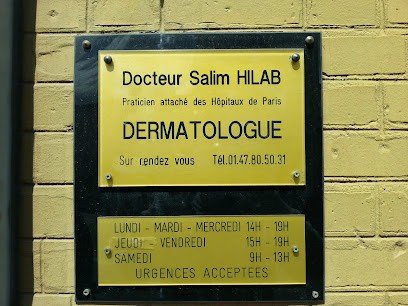 Docteur Salim HILAB
Praticien attaché des Hôpitaux de Paris
DERMATOLOGUE
Sur rendez vous Tél.01.47.80.50.31
LUNDI - MARDI - MERCREDI 14H - 19H
JEUDI - VENDREDI 15H - 19H
SAMEDI 9H - 13H
URGENCES ACCEPTEES